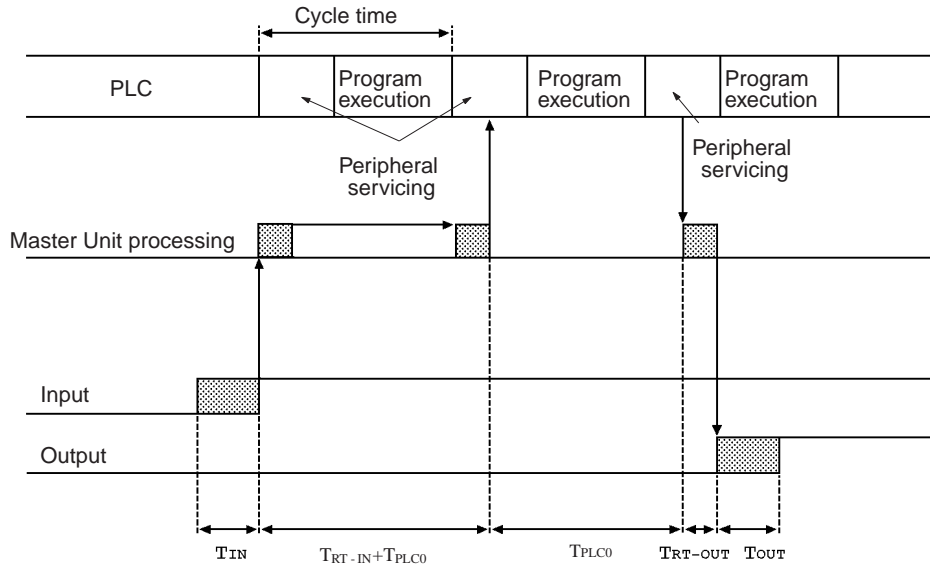 Cycle time
PLC
Program
execution
Program
execution
Program
execution
Peripheral
servicing
Peripheral
servicing
Master Unit processing
Input
Output
TIN
TRT - IN+TPLC0
TPLC0
TRT-OUT
TOUT